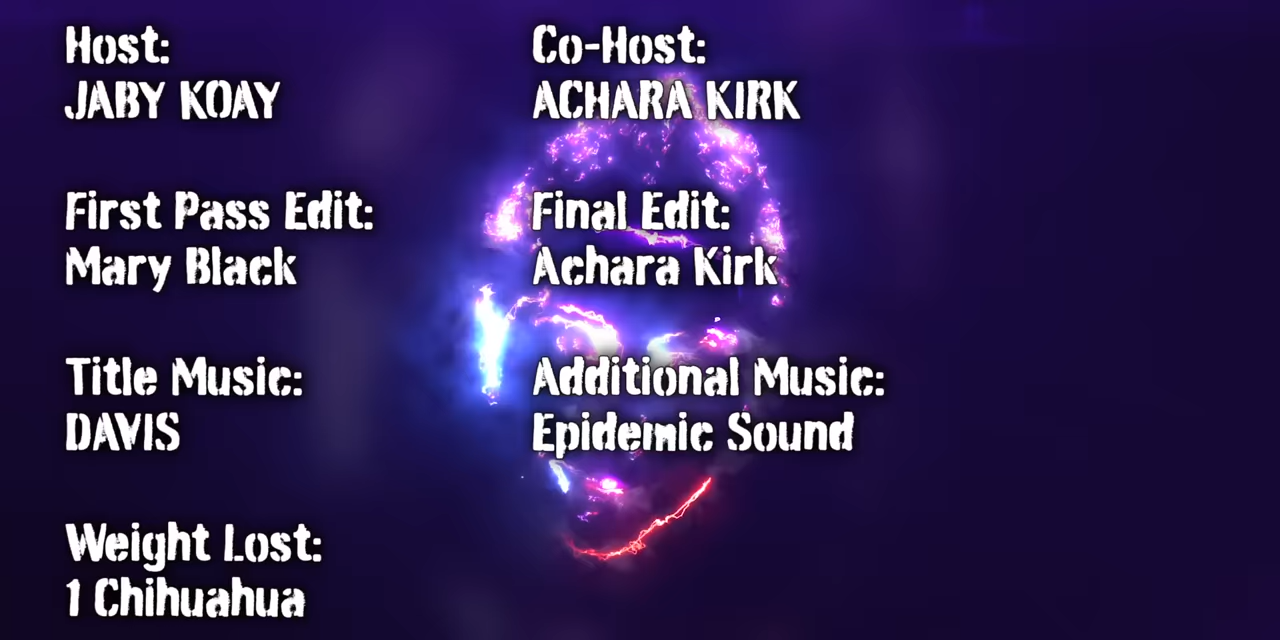 Host:
JABY KOAY
Co-Host:
ACHARA KIRK
First Pass Edit:
Mary Black
Final Edit:
Achara Kirk
Title Music:
DAVIS
Additional Music:
Epidemic Sound
Weight Lost:
1 Chihuahua